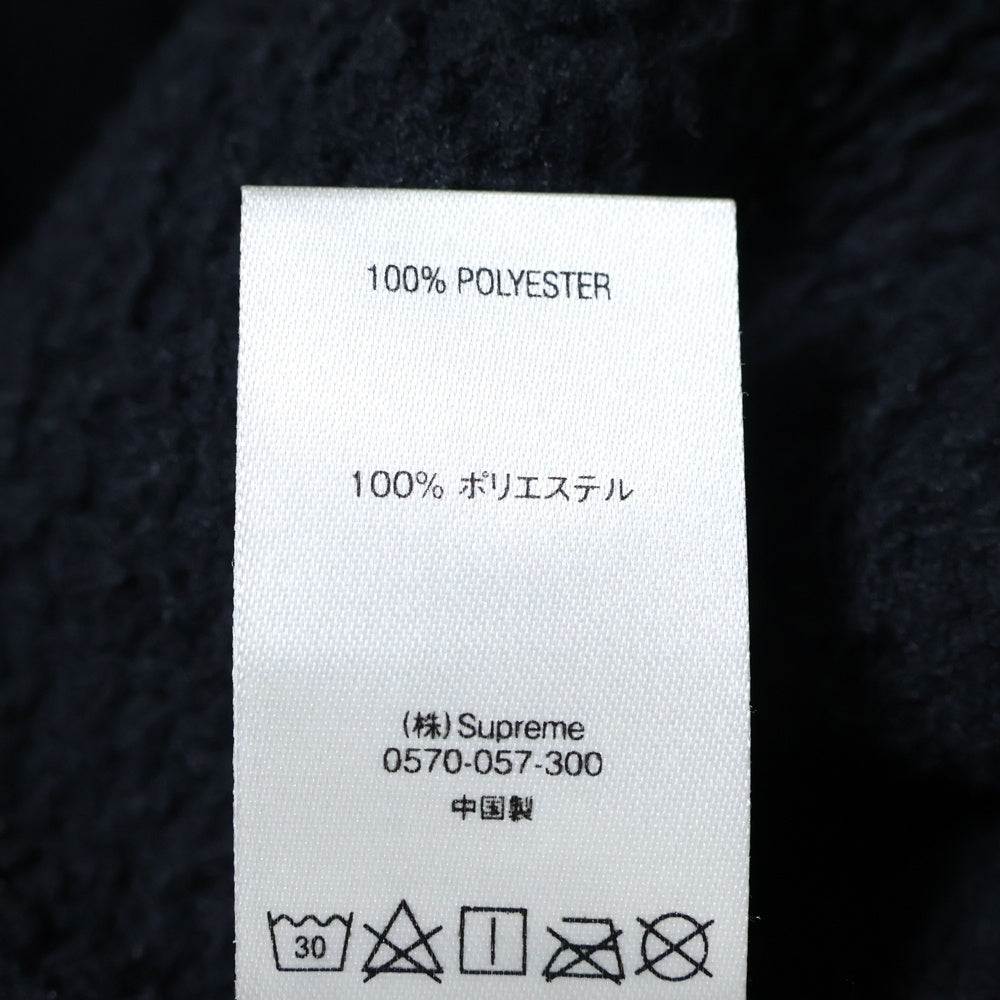 100% POLYESTER
100% ポリエステル
(株)Supreme
0570-057-300
中国製
30